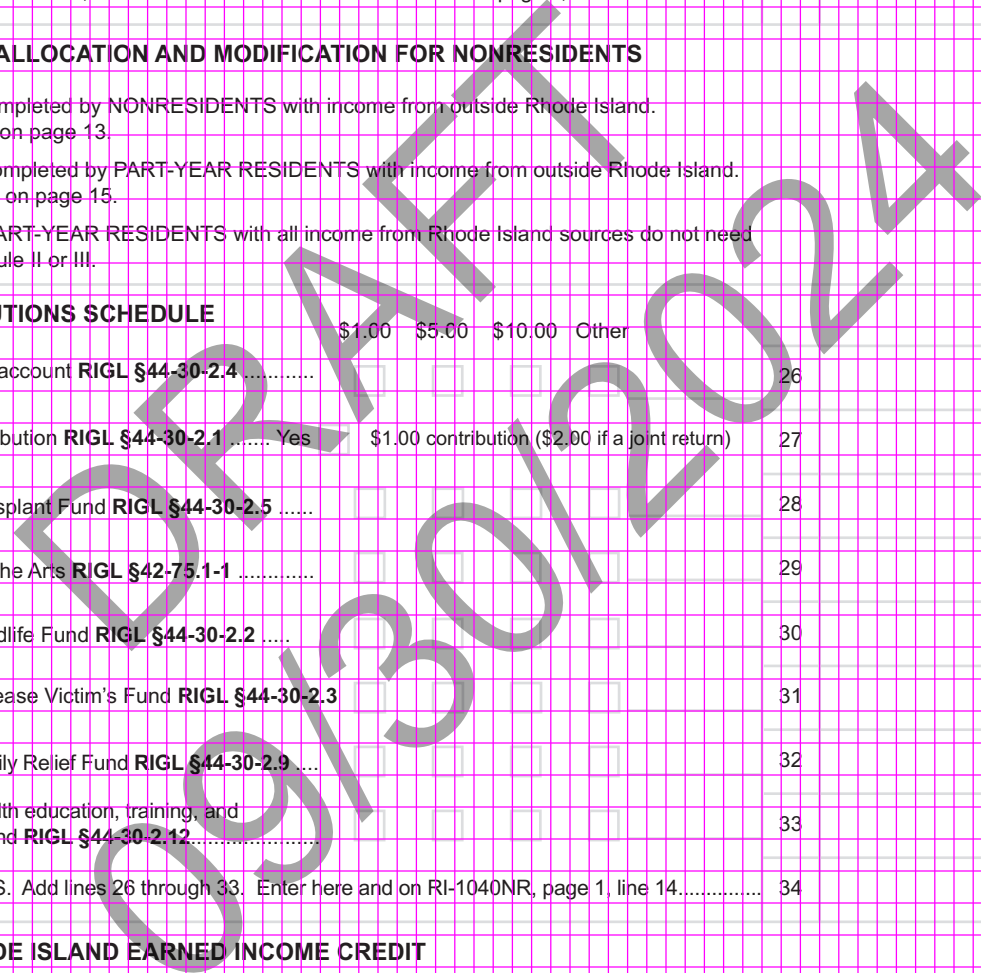 ALLOCATION AND MODIFICATION FOR NONRESIDENTS
mpleted by NONRESIDENTS with income from outside Rhode Island.
on page 13.
ompleted by PART-YEAR RESIDENTS with income from outside Rhode Island.
on page 15.
ART-YEAR RESIDENTS with all income from Rhode Island sources do not need
ule II or III.
UTIONS SCHEDULE
$1.00 $5.00 $10.00 Other
account RIGL §44-30-2.4 ............ 26
bution RIGL §44-30-2.1 ....... Yes $1.00 contribution ($2.00 if a joint return) 27
splant Fund RIGL §44-30-2.5 ...... 28
he Arts RIGL §42-75.1-1 ............. 29
dlife Fund RIGL §44-30-2.2 ..... 30
ease Victim's Fund RIGL §44-30-2.3 31
ily Relief Fund RIGL §44-30-2.9 .... 32
lth education, training, and
nd RIGL §44-30-2.12...................... 33
S. Add lines 26 through 33. Enter here and on RI-1040NR, page 1, line 14.............. 34
DE ISLAND EARNED INCOME CREDIT
DRAFT
09/30/2024